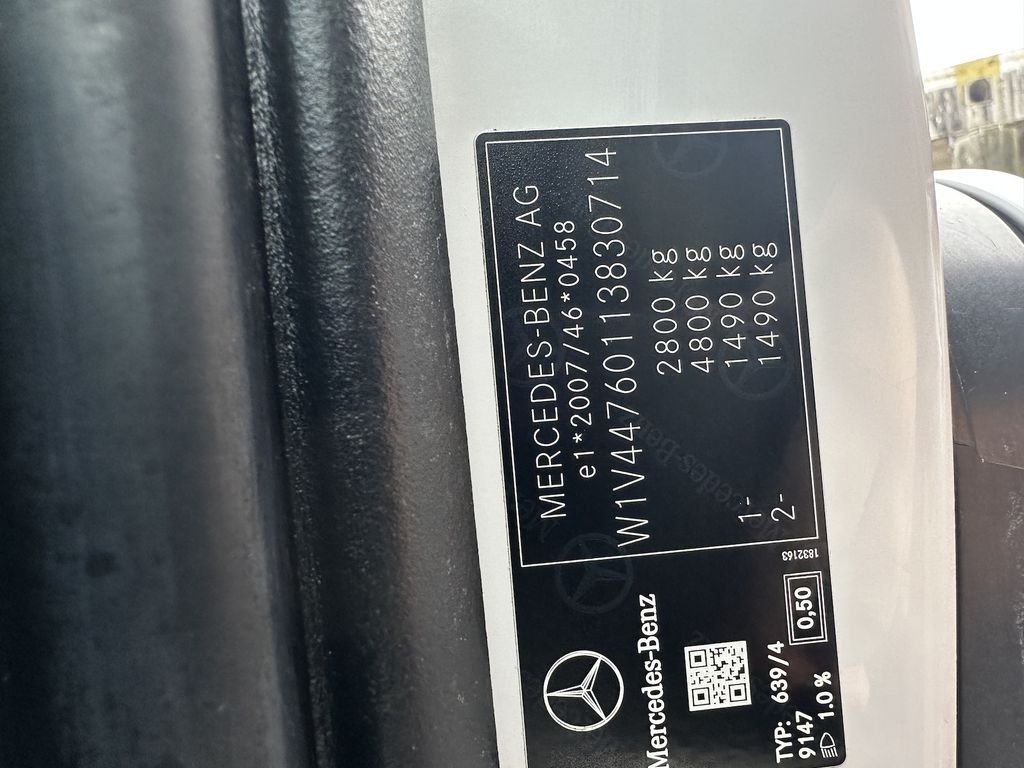 MERCEDES-BENZ AG
e1*2007/46*0458
W1V44760113830714
2800 kg
4800 kg
1- 1490 kg
2- 1490 kg
Mercedes-Benz
TYP: 639/4
9147
1.0%
0,50
1832163